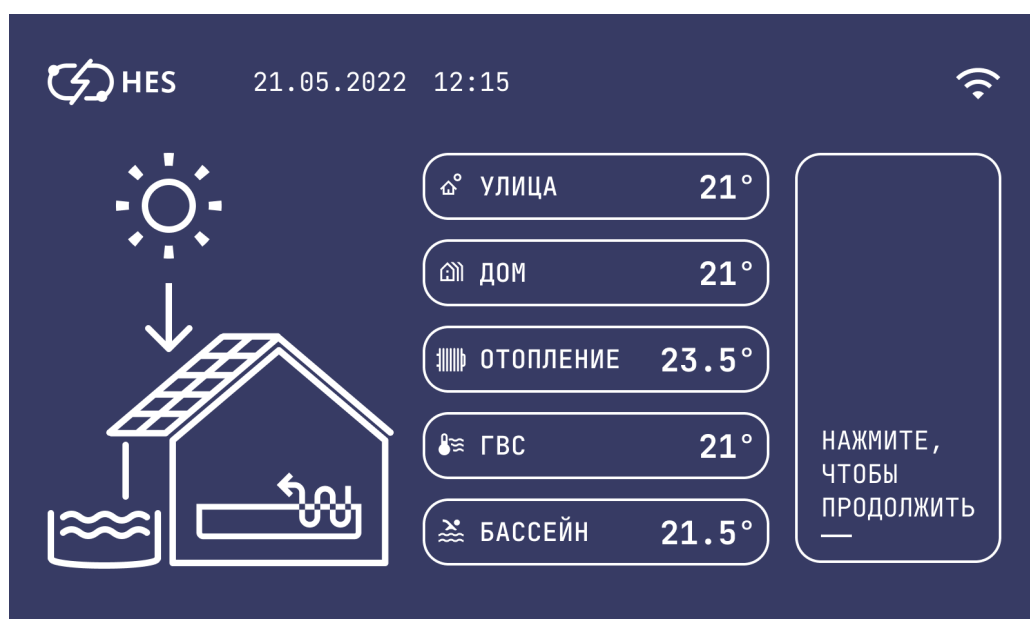 HES 21.05.2022 12:15
УЛИЦА 21°
ДОМ 21°
ОТОПЛЕНИЕ 23.5°
ГВС 21°
БАССЕЙН 21.5°
НАЖМИТЕ,
ЧТОБЫ
ПРОДОЛЖИТЬ